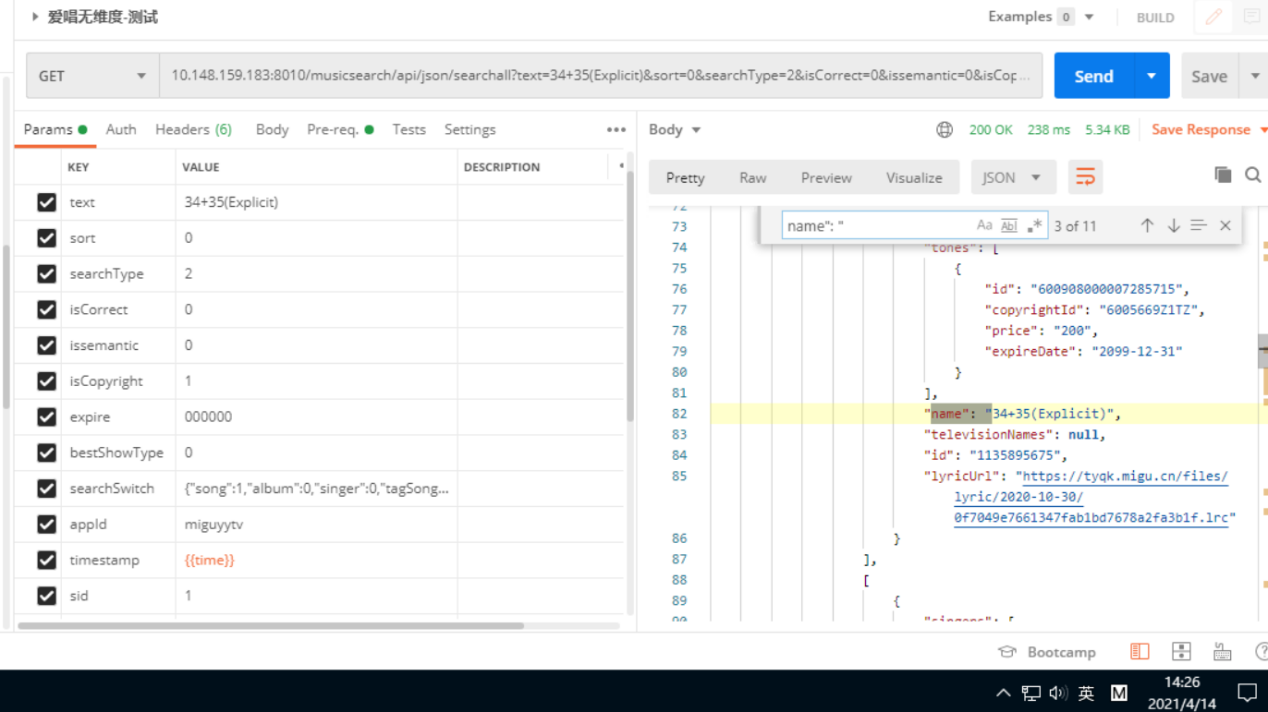 爱唱无维度-测试
Examples 0 BUILD
GET 10.148.159.183:8010/musicsearch/api/json/searchall?text=34+35(Explicit)&sort=0&searchType=2&isCorrect=0&issemantic=0&isCop...
Send Save
Params Auth Headers (6) Body Pre-req. Tests Settings •••
KEY VALUE DESCRIPTION
text 34+35(Explicit)
sort 0
searchType 2
isCorrect 0
issemantic 0
isCopyright 1
expire 000000
bestShowType 0
searchSwitch {"song":1,"album":0,"singer":0,"tagSong...
appId miguyytv
timestamp {{time}}
sid 1
Body 200 OK 238 ms 5.34 KB Save Response
Pretty Raw Preview Visualize JSON
name": " Aa Abl .* 3 of 11
72
73
74 "tones": [
75 {
76 "id": "600908000007285715",
77 "copyrightId": "6005669Z1TZ",
78 "price": "200",
79 "expireDate": "2099-12-31"
80 }
81 ],
82 "name": "34+35(Explicit)",
83 "televisionNames": null,
84 "id": "1135895675",
85 "lyricUrl": "https://tyqk.migu.cn/files/
lyric/2020-10-30/
0f7049e7661347fab1bd7678a2fa3b1f.lrc"
86 }
87 ],
88 [
89 {
90 "singers": [
Bootcamp
英 M 14:26
2021/4/14